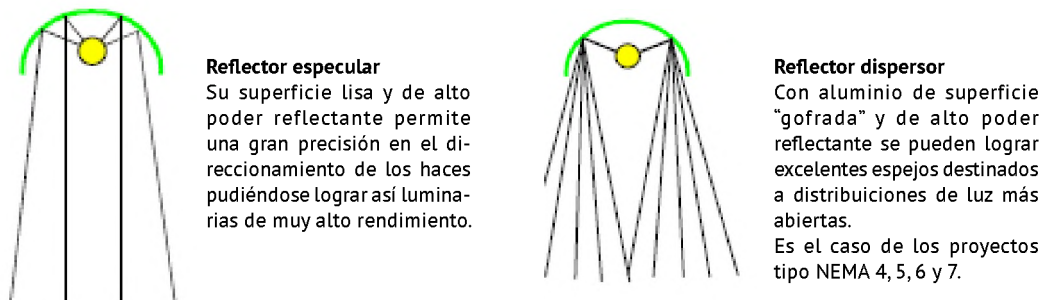 Reflector especular
Su superficie lisa y de alto
poder reflectante permite
una gran precisión en el di-
reccionamiento de los haces
pudiéndose lograr así lumina-
rias de muy alto rendimiento.
Reflector dispersor
Con aluminio de superficie
“gofrada” y de alto poder
reflectante se pueden lograr
excelentes espejos destinados
a distribuiciones de luz más
abiertas.
Es el caso de los proyectos
tipo NEMA 4, 5, 6 y 7.